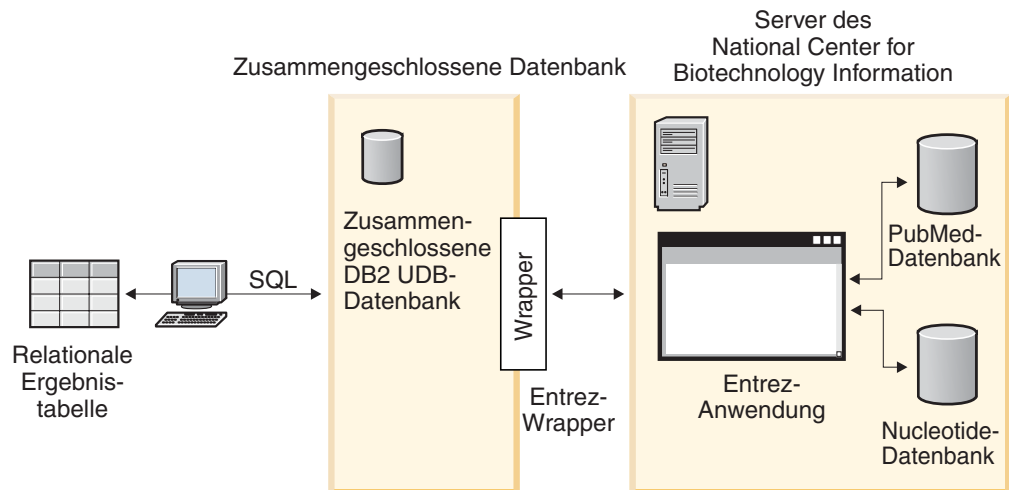 Server des
National Center for
Biotechnology Information
Zusammengeschlossene Datenbank
Zusammen-
geschlossene
DB2 UDB-
Datenbank
SQL
Wrapper
Entrez-
Wrapper
Relationale
Ergebnis-
tabelle
PubMed-
Datenbank
Entrez-
Anwendung
Nucleotide-
Datenbank